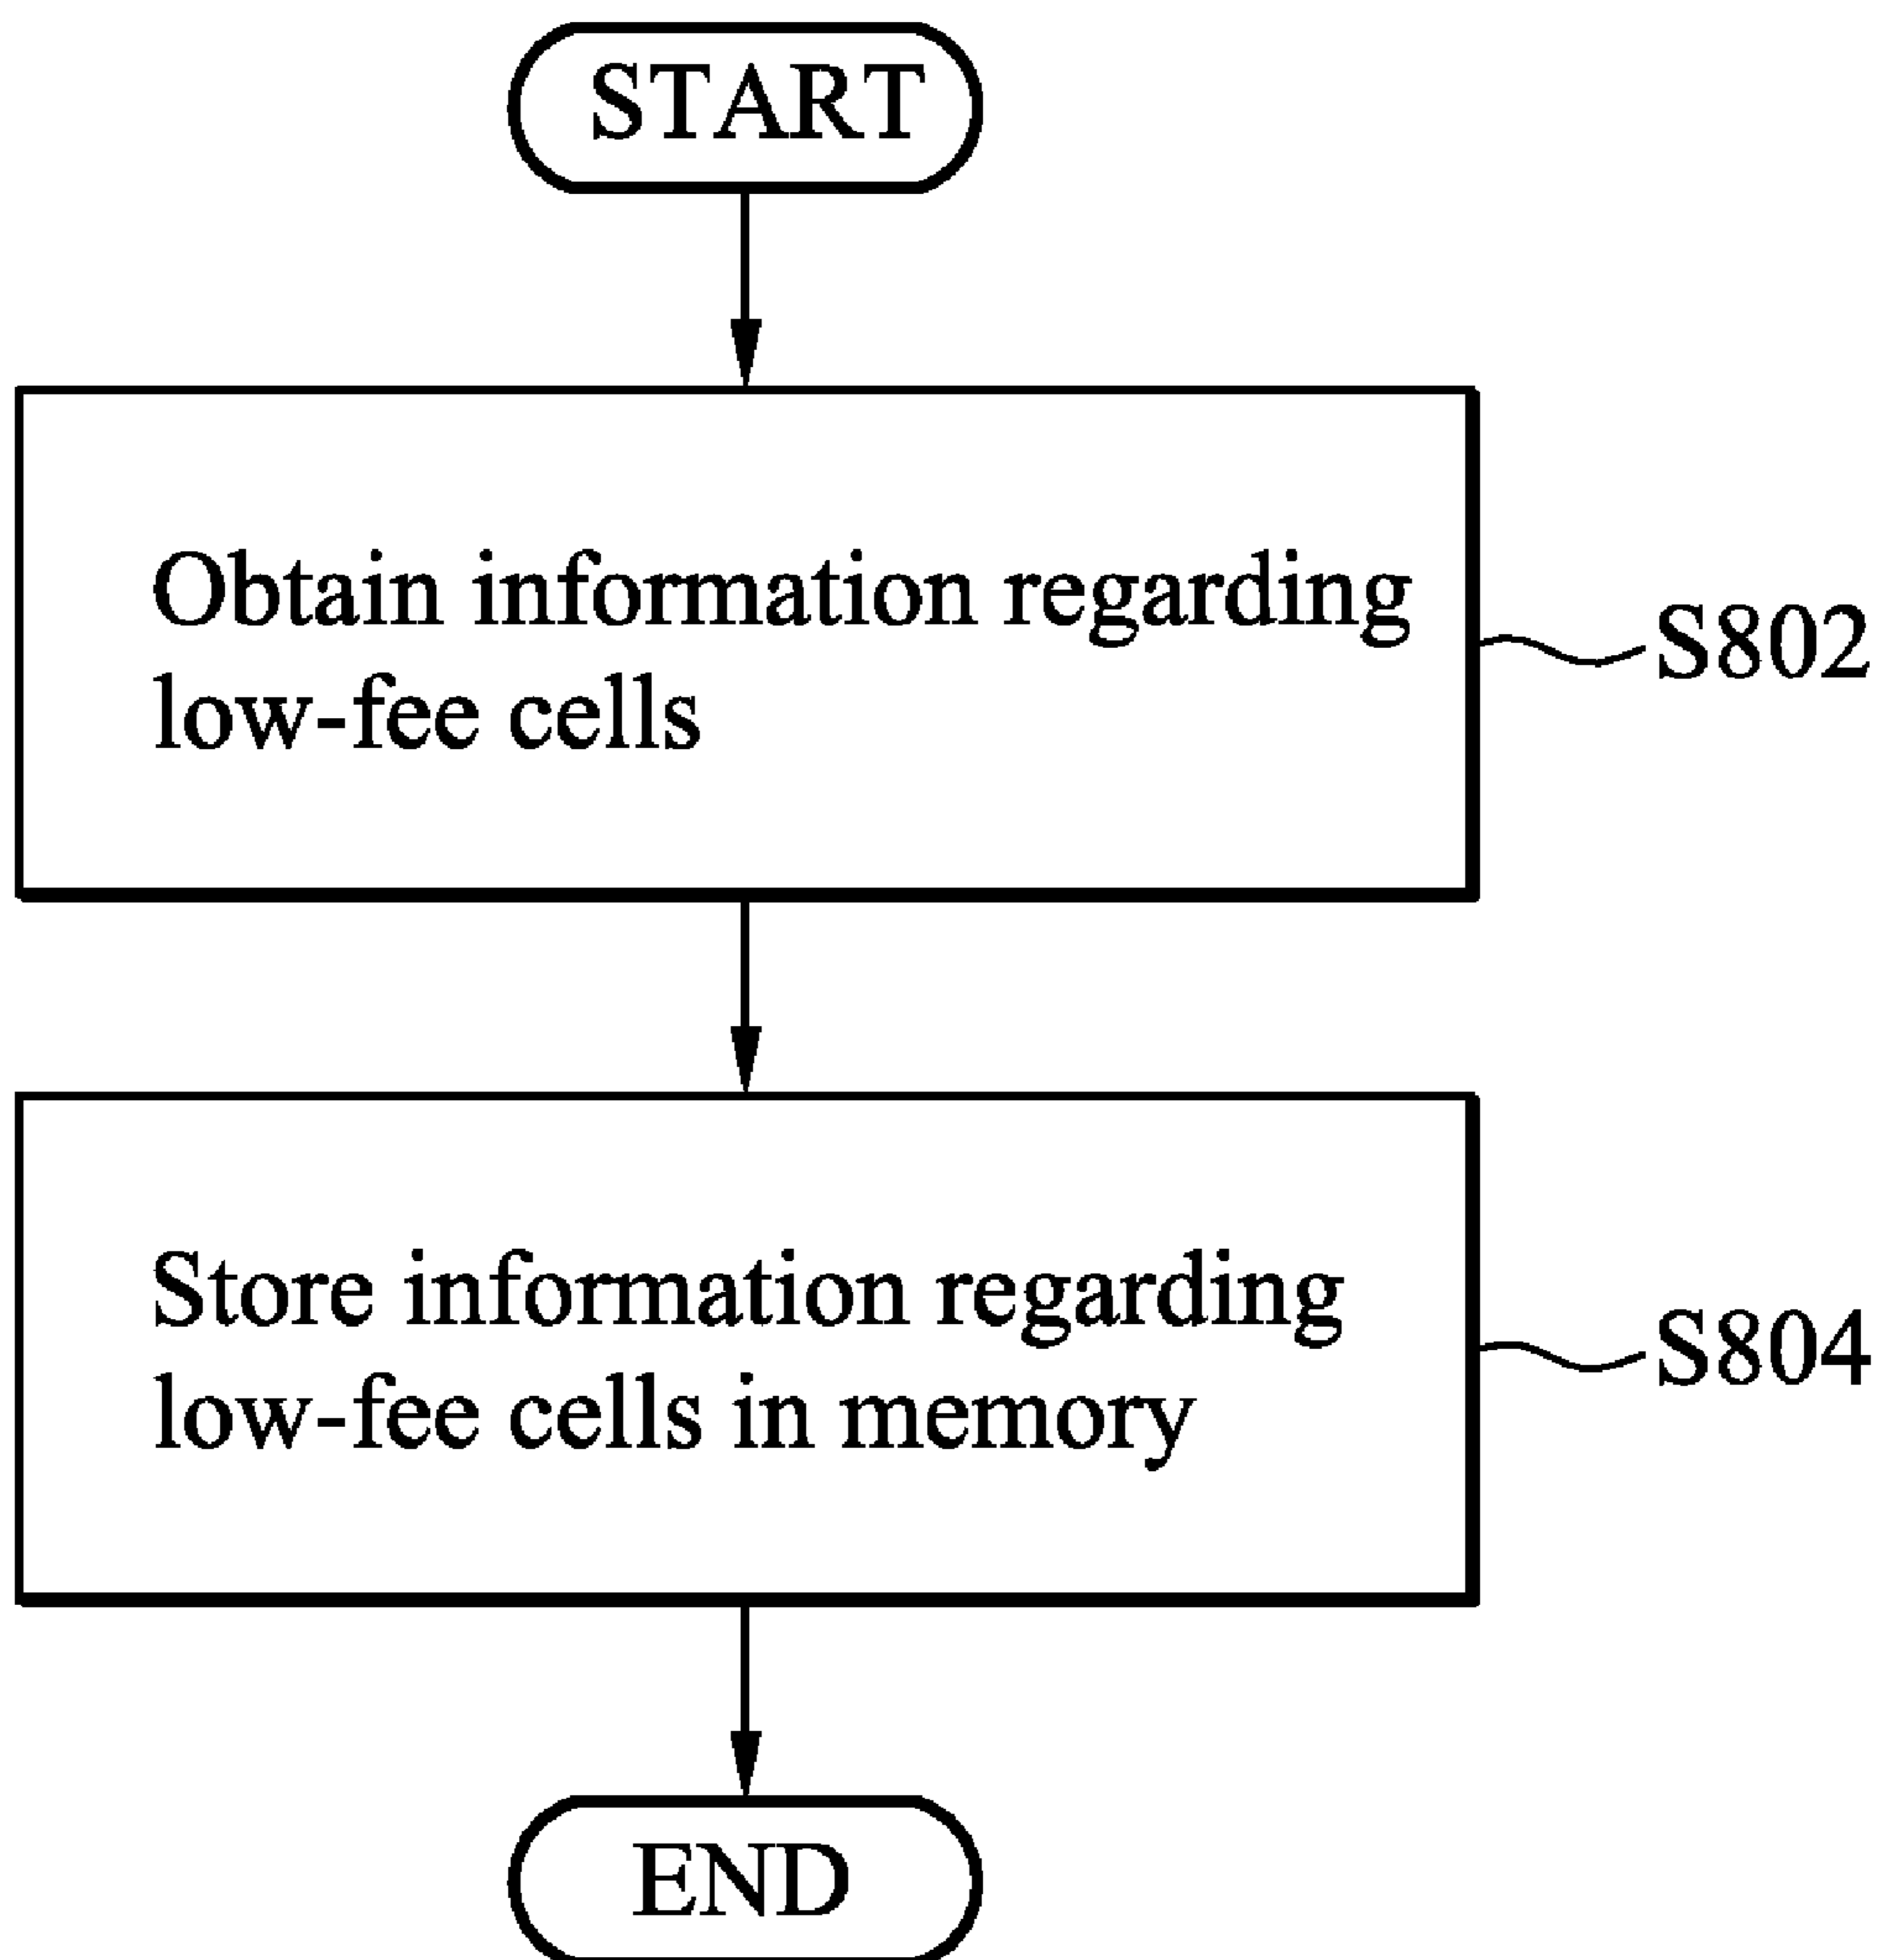 START
Obtain information regarding
low-fee cells
S802
Store information regarding
low-fee cells in memory
S804
END